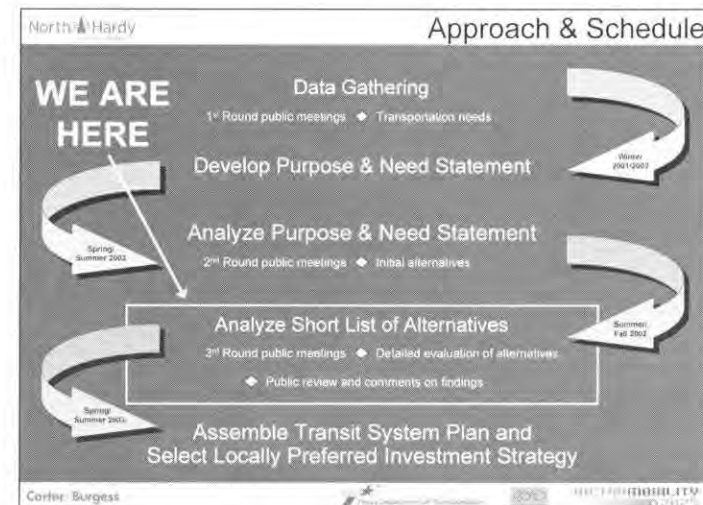 North Hardy
Approach & Schedule
WE ARE
HERE
Data Gathering
1st Round public meetings ◆ Transportation needs
Winter
2001/2002
Develop Purpose & Need Statement
Spring/
Summer 2002
Analyze Purpose & Need Statement
2nd Round public meetings ◆ Initial alternatives
Summer/
Fall 2002
Analyze Short List of Alternatives
3rd Round public meetings ◆ Detailed evaluation of alternatives
◆ Public review and comments on findings
Spring/
Summer
Assemble Transit System Plan and
Select Locally Preferred Investment Strategy
Carter Burgess